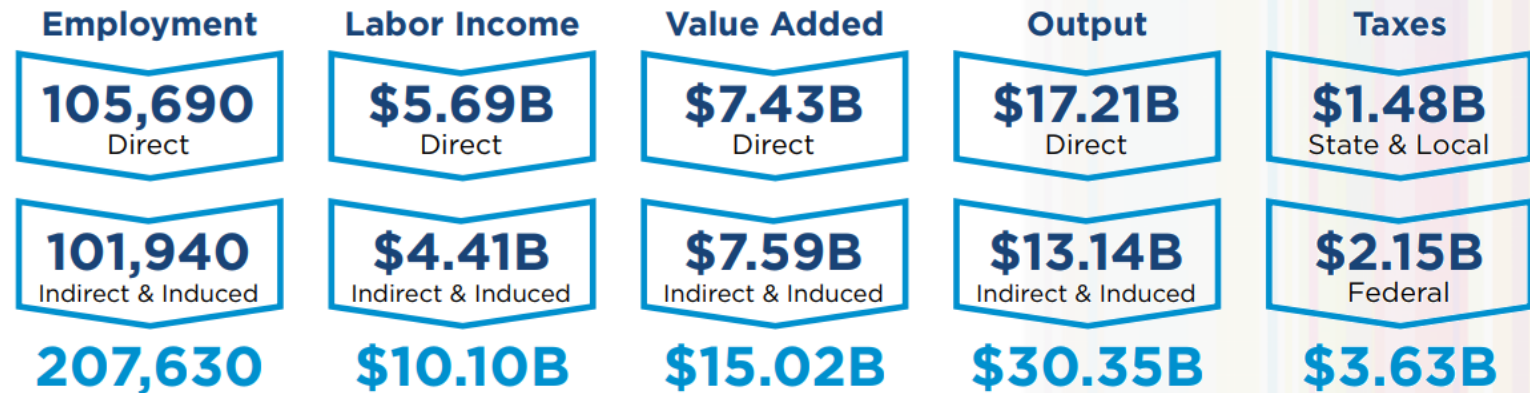 Employment
105,690
Direct
101,940
Indirect & Induced
207,630
Labor Income
$5.69B
Direct
$4.41B
Indirect & Induced
$10.10B
Value Added
$7.43B
Direct
$7.59B
Indirect & Induced
$15.02B
Output
$17.21B
Direct
$13.14B
Indirect & Induced
$30.35B
Taxes
$1.48B
State & Local
$2.15B
Federal
$3.63B